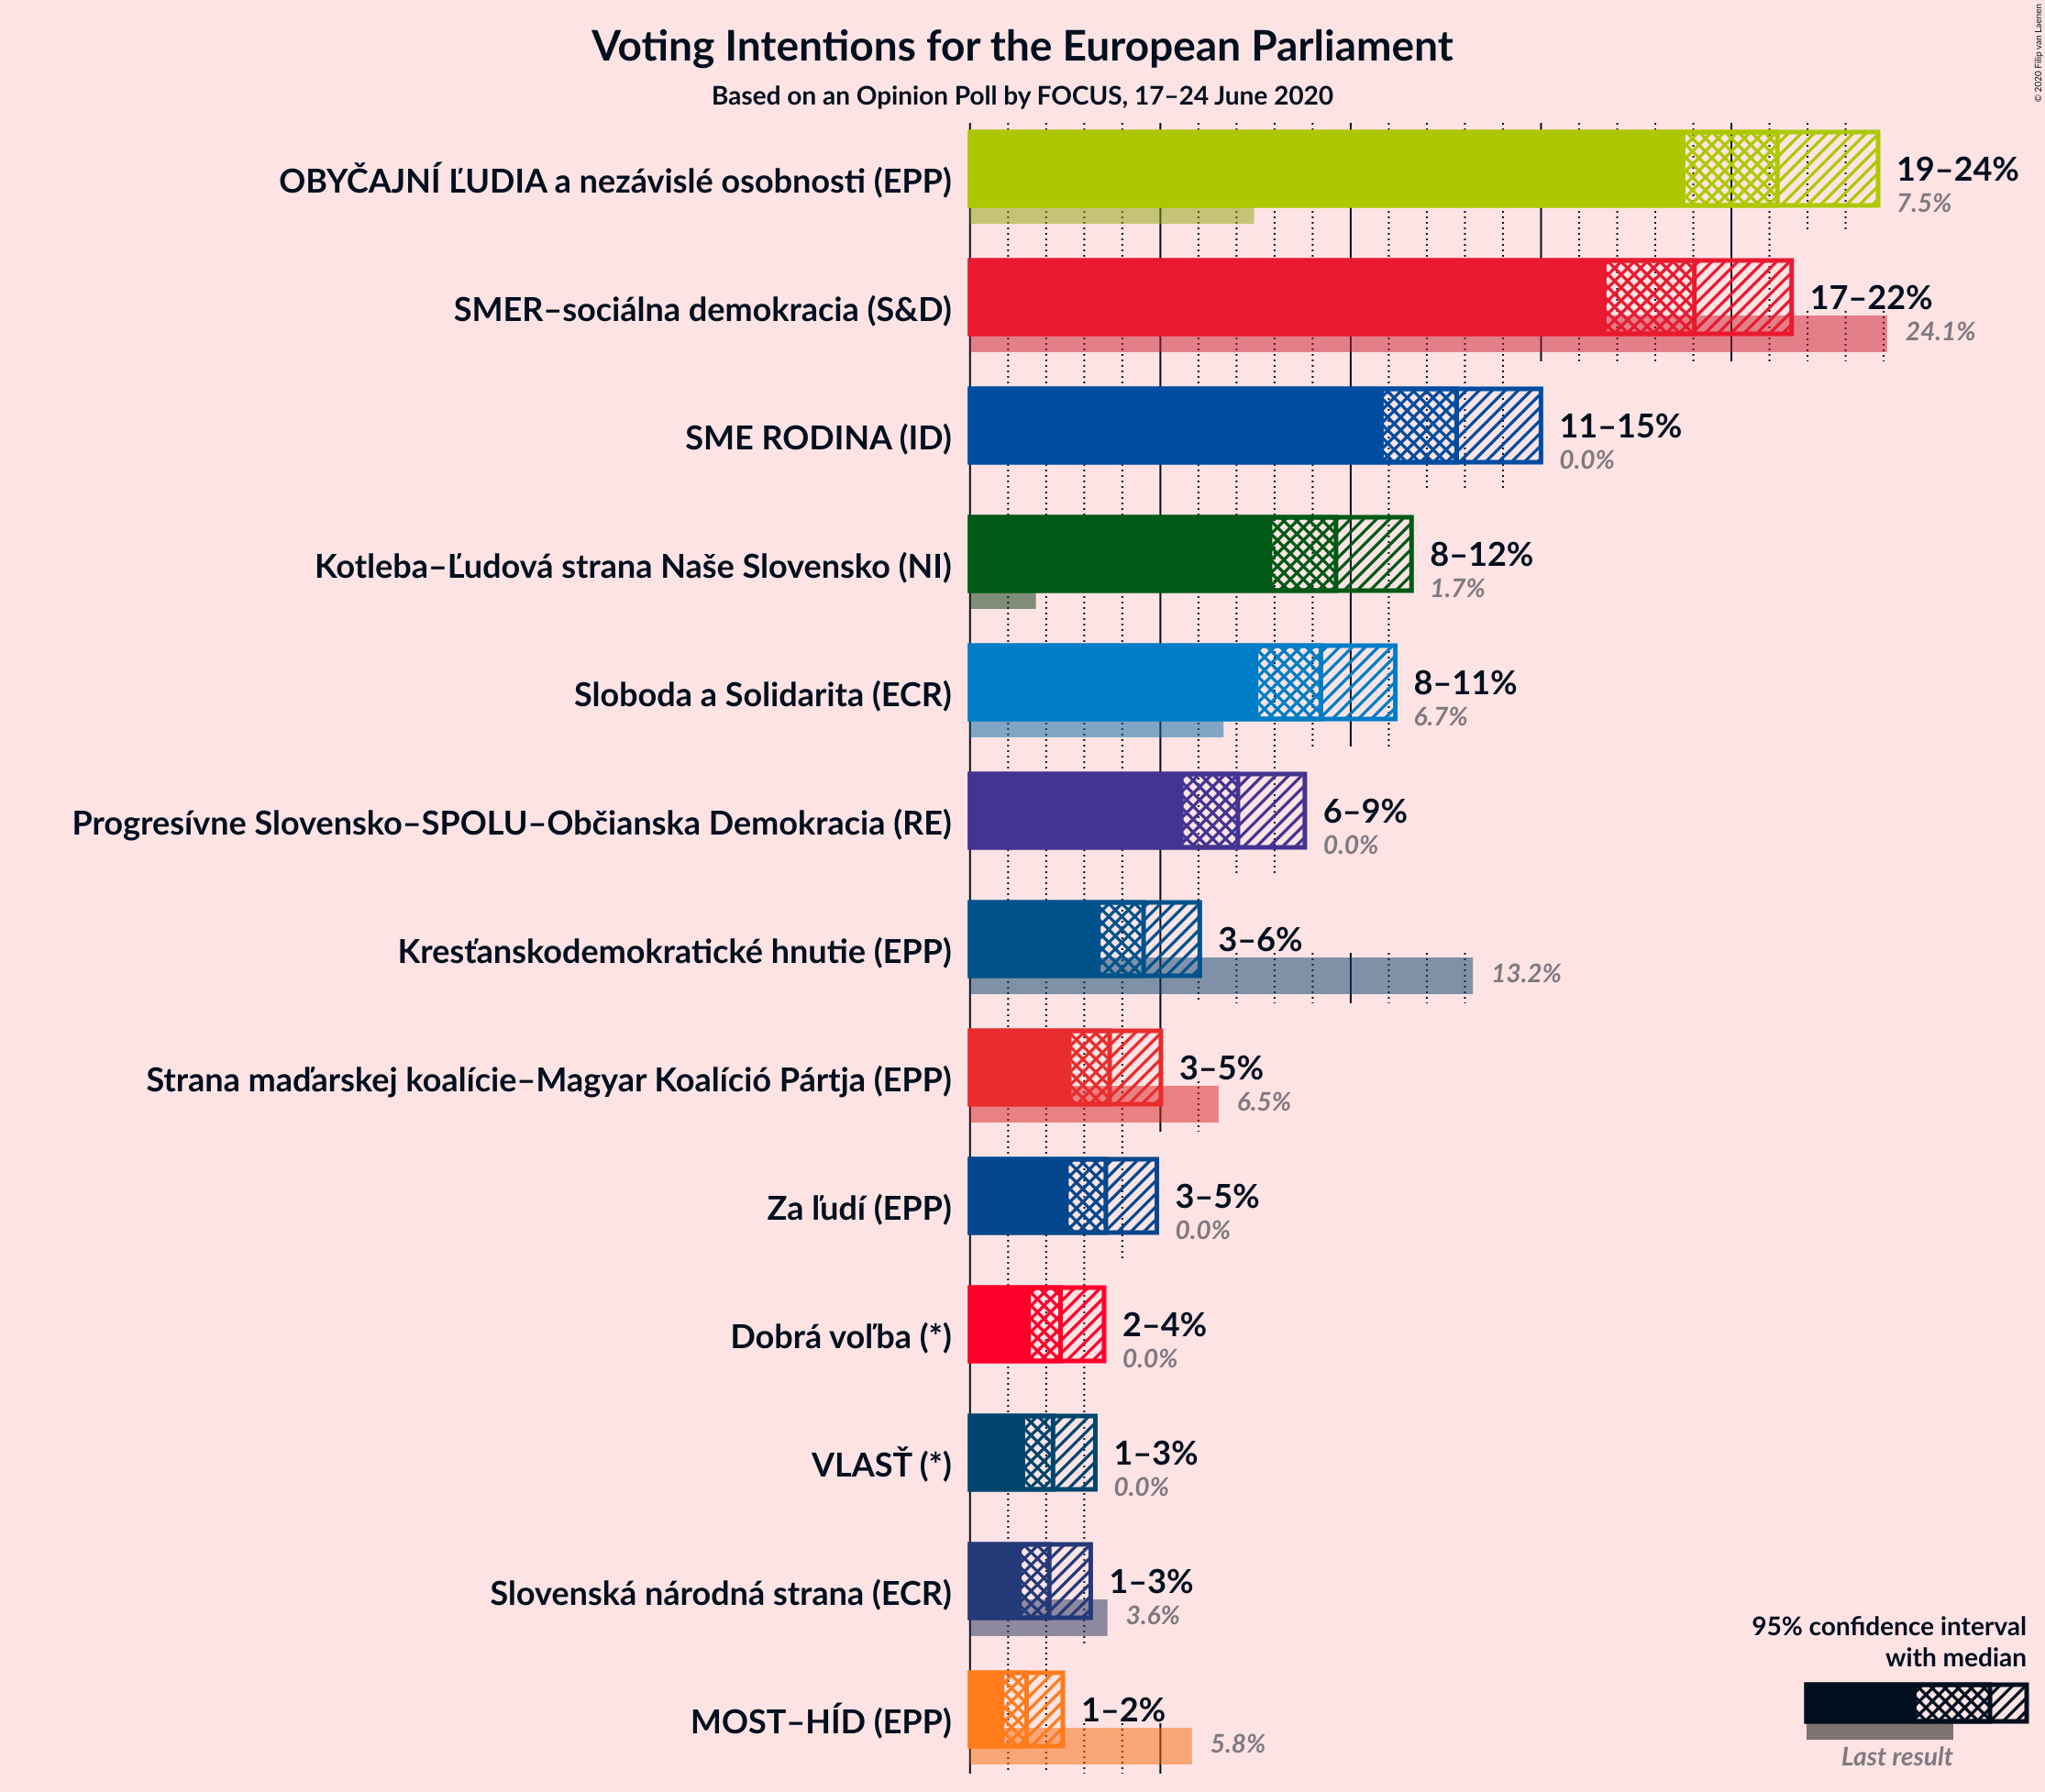 Voting Intentions for the European Parliament
Based on an Opinion Poll by FOCUS, 17–24 June 2020
© 2020 Filip van Laenen
OBYČAJNÍ ĽUDIA a nezávislé osobnosti (EPP)
19–24%
7.5%
SMER–sociálna demokracia (S&D)
17–22%
24.1%
SME RODINA (ID)
11–15%
0.0%
Kotleba–Ľudová strana Naše Slovensko (NI)
8–12%
1.7%
Sloboda a Solidarita (ECR)
8–11%
6.7%
Progresívne Slovensko–SPOLU–Občianska Demokracia (RE)
6–9%
0.0%
Kresťanskodemokratické hnutie (EPP)
3–6%
13.2%
Strana maďarskej koalície–Magyar Koalíció Pártja (EPP)
3–5%
6.5%
Za ľudí (EPP)
3–5%
0.0%
Dobrá voľba (*)
2–4%
0.0%
VLASŤ (*)
1–3%
0.0%
Slovenská národná strana (ECR)
1–3%
3.6%
MOST–HÍD (EPP)
1–2%
5.8%
95% confidence interval
with median
Last result